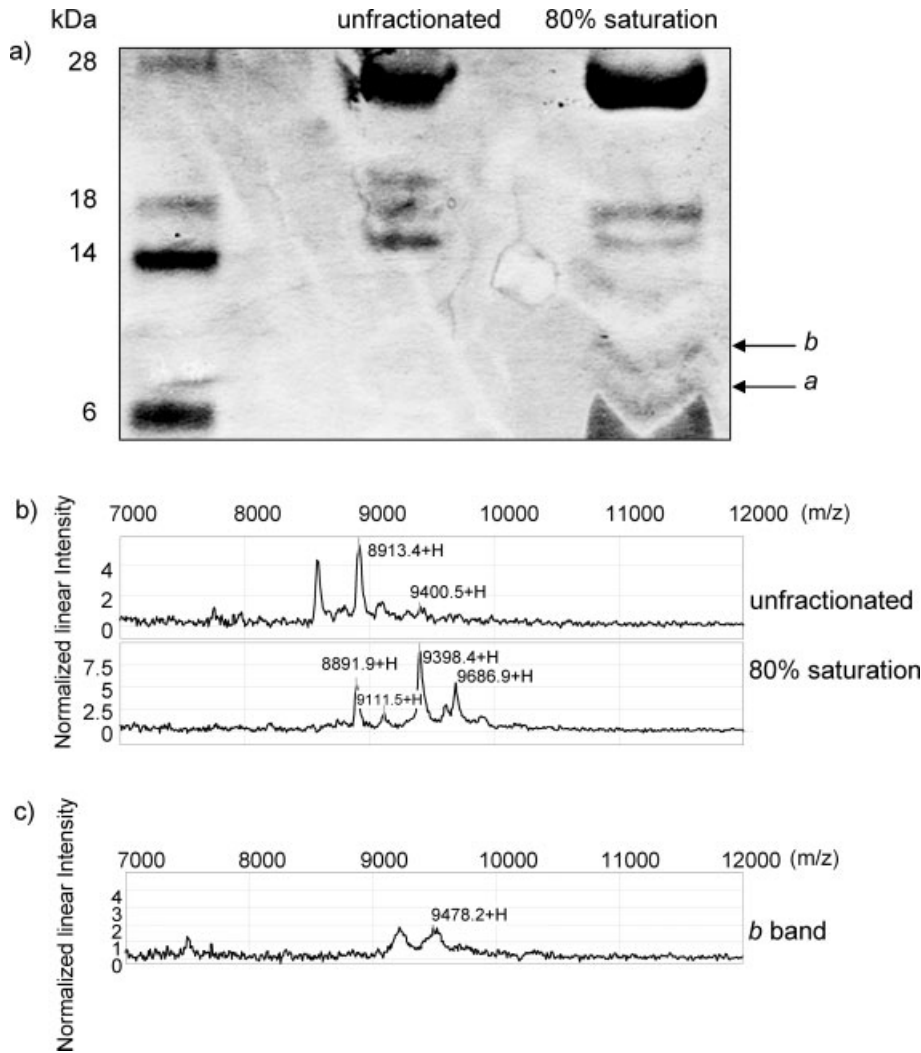 kDa unfractionated 80% saturation
a)
28
18
14
b
a
6
b)
7000 8000 9000 10000 11000 12000 (m/z)
Normalized linear Intensity
4
2
0
8913.4+H
9400.5+H
unfractionated
7.5
5
2.5
0
8891.9+H
9111.5+H
9398.4+H
9686.9+H
80% saturation
c)
7000 8000 9000 10000 11000 12000 (m/z)
Normalized linear Intensity
4
3
2
1
0
9478.2+H
b band